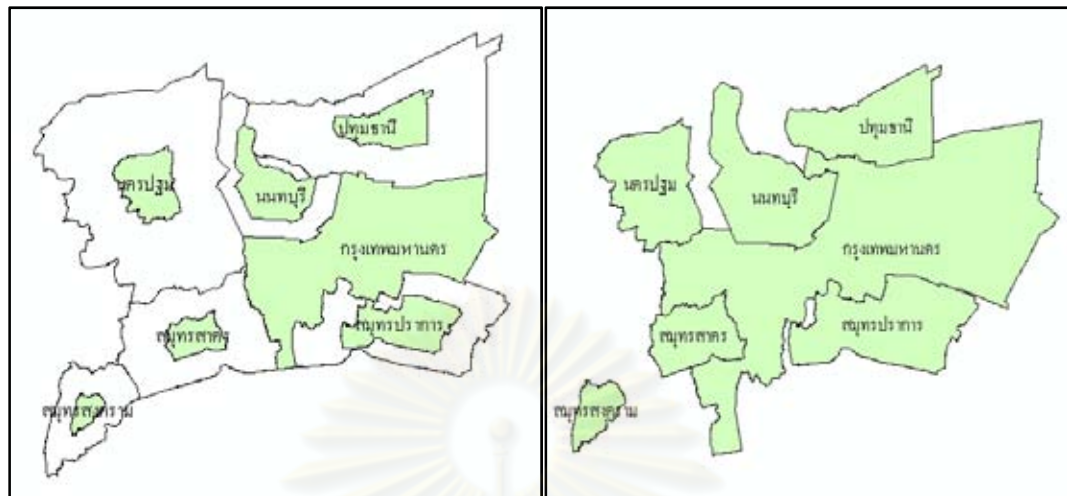 ปทุมธานี
นครปฐม
นนทบุรี
กรุงเทพมหานคร
สมุทรปราการ
สมุทรสาคร
สมุทรสงคราม
ปทุมธานี
นครปฐม
นนทบุรี
กรุงเทพมหานคร
สมุทรปราการ
สมุทรสาคร
สมุทรสงคราม